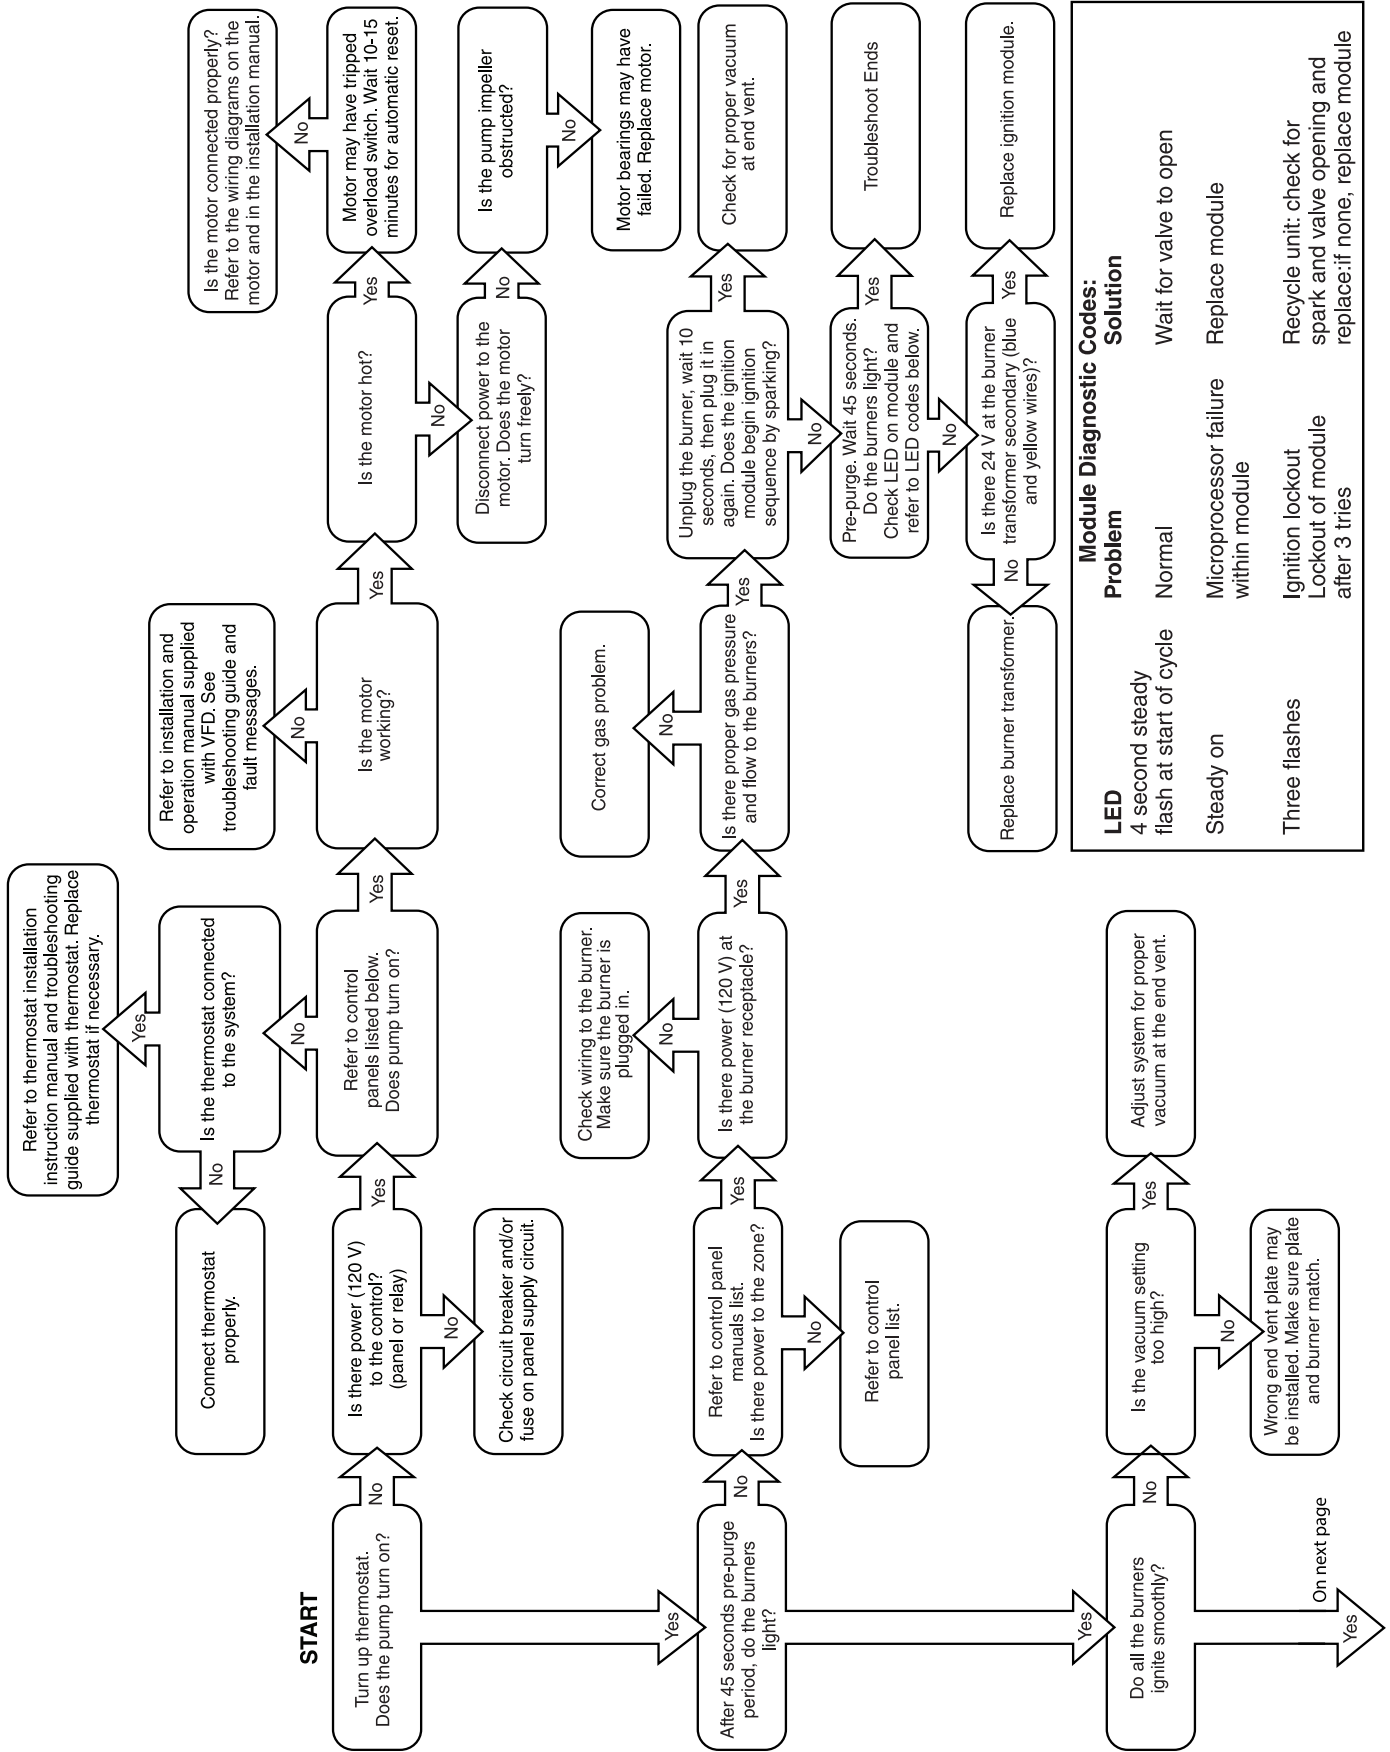 START
Turn up thermostat.
Does the pump turn on?
No
Is there power (120 V)
to the control?
(panel or relay)
No
Check circuit breaker and/or
fuse on panel supply circuit.
Yes
Refer to control
panels listed below.
Does pump turn on?
No
Is the thermostat connected
to the system?
No
Connect thermostat
properly.
Yes
Refer to thermostat installation
instruction manual and troubleshooting
guide supplied with thermostat. Replace
thermostat if necessary.
Yes
Is the motor
working?
No
Refer to installation and
operation manual supplied
with VFD. See
troubleshooting guide and
fault messages.
Yes
Is the motor hot?
Yes
Motor may have tripped
overload switch. Wait 10-15
minutes for automatic reset.
No
Is the motor connected properly?
Refer to the wiring diagrams on the
motor and in the installation manual.
No
Disconnect power to the
motor. Does the motor
turn freely?
No
Is the pump impeller
obstructed?
No
Motor bearings may have
failed. Replace motor.
Yes
After 45 seconds pre-purge
period, do the burners
light?
No
Refer to control panel
manuals list.
Is there power to the zone?
No
Refer to control
panel list.
Yes
Is there power (120 V) at
the burner receptacle?
No
Check wiring to the burner.
Make sure the burner is
plugged in.
Yes
Is there proper gas pressure
and flow to the burners?
No
Correct gas problem.
Yes
Unplug the burner, wait 10
seconds, then plug it in
again. Does the ignition
module begin ignition
sequence by sparking?
Yes
Check for proper vacuum
at end vent.
No
Pre-purge. Wait 45 seconds.
Do the burners light?
Check LED on module and
refer to LED codes below.
Yes
Troubleshoot Ends
No
Is there 24 V at the burner
transformer secondary (blue
and yellow wires)?
Yes
Replace ignition module.
No
Replace burner transformer.
Yes
Do all the burners
ignite smoothly?
No
Is the vacuum setting
too high?
Yes
Adjust system for proper
vacuum at the end vent.
No
Wrong end vent plate may
be installed. Make sure plate
and burner match.
Yes
On next page
Module Diagnostic Codes:
LED Problem Solution
4 second steady
flash at start of cycle Normal Wait for valve to open
Steady on Microprocessor failure Replace module
within module
Three flashes Ignition lockout Recycle unit: check for
Lockout of module spark and valve opening and
after 3 tries replace:if none, replace module